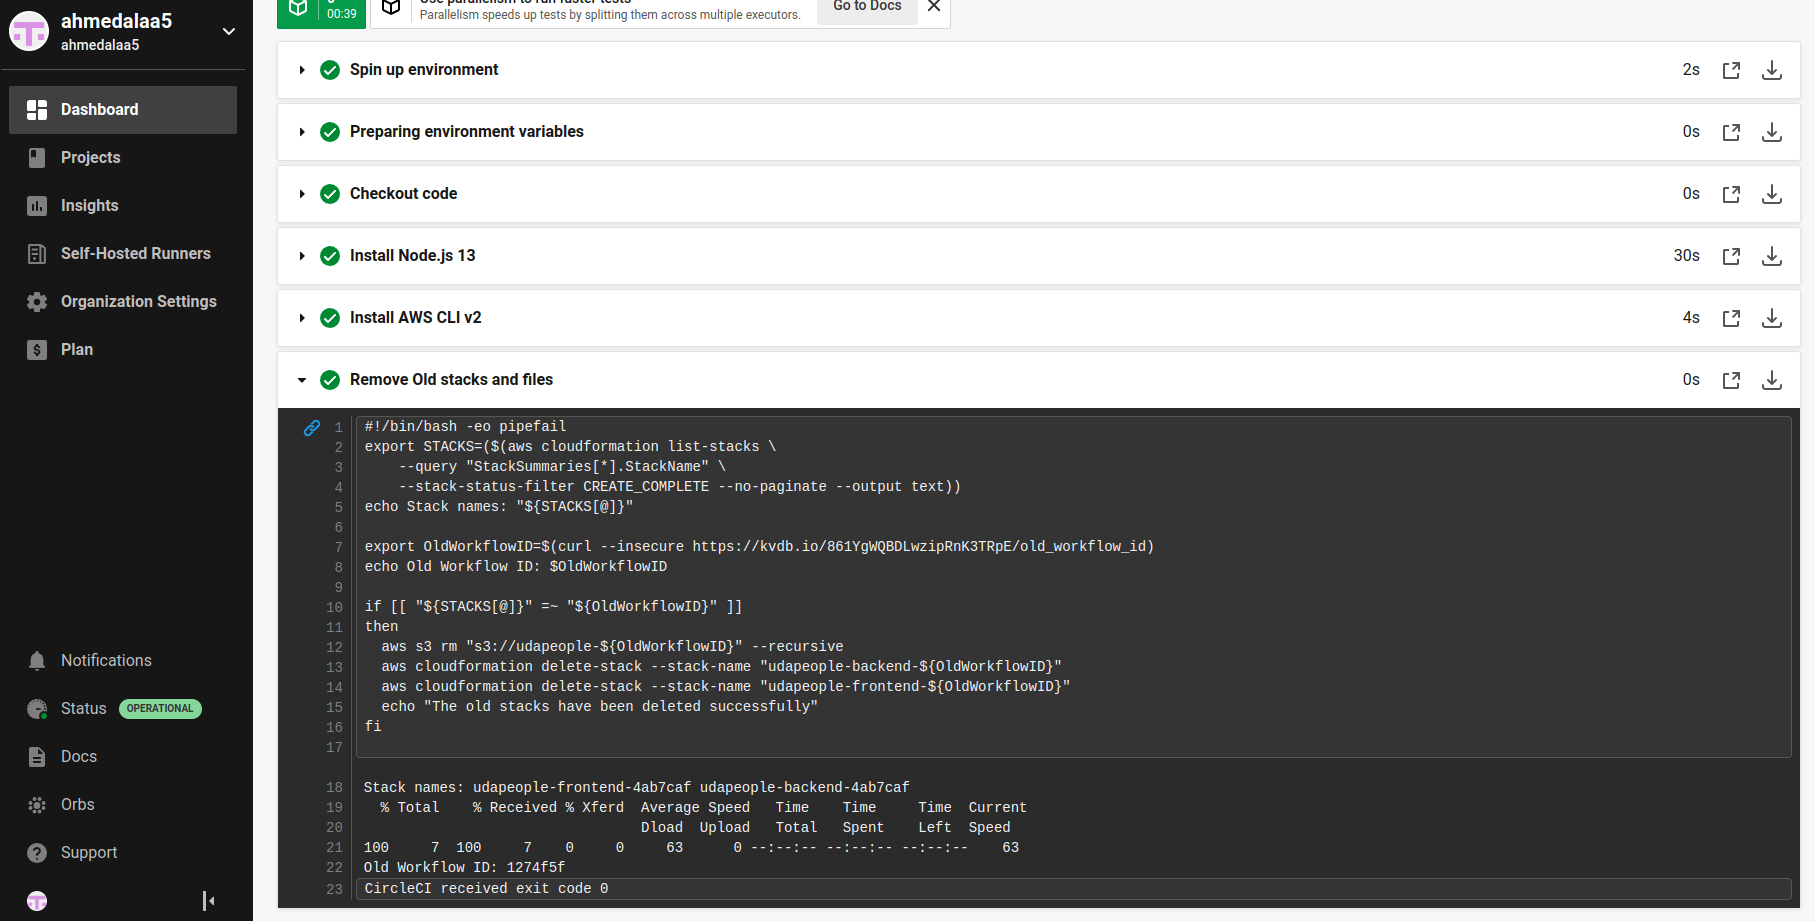 ahmedalaa5
ahmedalaa5
Dashboard
Projects
Insights
Self-Hosted Runners
Organization Settings
Plan
Notifications
Status OPERATIONAL
Docs
Orbs
Support
00:39
Use parallelism to run faster tests
Parallelism speeds up tests by splitting them across multiple executors.
Go to Docs
Spin up environment 2s
Preparing environment variables 0s
Checkout code 0s
Install Node.js 13 30s
Install AWS CLI v2 4s
Remove Old stacks and files 0s
1 #!/bin/bash -eo pipefail
2 export STACKS=($(aws cloudformation list-stacks \
3     --query "StackSummaries[*].StackName" \
4     --stack-status-filter CREATE_COMPLETE --no-paginate --output text))
5 echo Stack names: "${STACKS[@]}"
6
7 export OldWorkflowID=$(curl --insecure https://kvdb.io/861YgWQBDLwzipRnK3TRpE/old_workflow_id)
8 echo Old Workflow ID: $OldWorkflowID
9
10 if [[ "${STACKS[@]}" =~ "${OldWorkflowID}" ]]
11 then
12   aws s3 rm "s3://udapeople-${OldWorkflowID}" --recursive
13   aws cloudformation delete-stack --stack-name "udapeople-backend-${OldWorkflowID}"
14   aws cloudformation delete-stack --stack-name "udapeople-frontend-${OldWorkflowID}"
15   echo "The old stacks have been deleted successfully"
16 fi
17
18 Stack names: udapeople-frontend-4ab7caf udapeople-backend-4ab7caf
19   % Total    % Received % Xferd  Average Speed   Time    Time     Time  Current
20                                  Dload  Upload   Total   Spent    Left  Speed
21 100     7  100     7    0     0     63      0 --:--:-- --:--:-- --:--:--    63
22 Old Workflow ID: 1274f5f
23 CircleCI received exit code 0